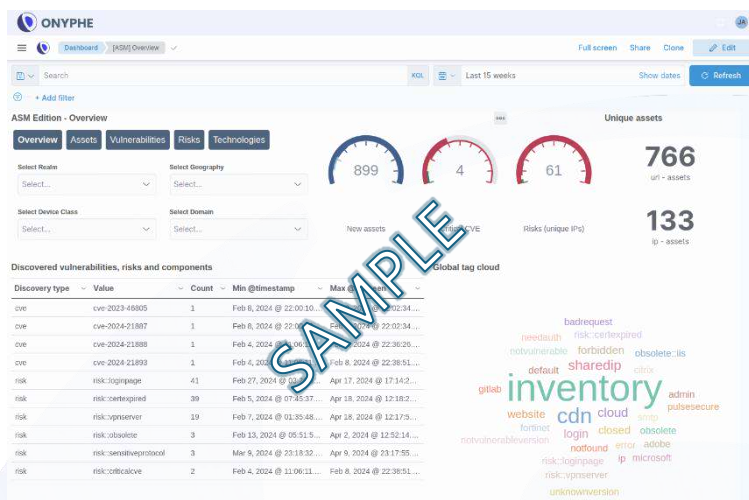 ONYPHE
JA
Dashboard [ASM] Overview
Full screen Share Clone Edit
Search KQL Last 15 weeks Show dates Refresh
+ Add filter
ASM Edition - Overview
Unique assets
Overview Assets Vulnerabilities Risks Technologies
Select Realm Select Geography
Select... Select...
Select Device Class Select Domain
Select... Select...
899 4 61
New assets CVE Risks (unique IPs)
766
url - assets
133
ip - assets
Discovered vulnerabilities, risks and components
Global tag cloud
Discovery type Value Count Min @timestamp Max
cve cve-2023-46805 1 Feb 8, 2024 @ 22:00:10...
cve cve-2024-21887 1 Feb 8, 2024 @ 22:02:34....
cve cve-2024-21888 1 Feb 4, 2024 22:36:26....
cve cve-2024-21893 1 Feb 4, Feb 8, 2024 @ 22:38:51....
risk risk::loginpage 41 Feb 27, 2024 @ Apr 17, 2024 @ 17:14:2...
risk risk::certexpired 39 Feb 5, 2024 @ 07:45:37.... Apr 18, 2024 @ 12:18:2...
risk risk::vpnserver 19 Feb 7, 2024 @ 01:35:48.... Apr 18, 2024 @ 12:17:5...
risk risk::obsolete 3 Feb 13, 2024 @ 05:51:5... Apr 2, 2024 @ 12:52:14....
risk risk::sensitiveprotocol 3 Mar 9, 2024 @ 23:18:32.... Apr 9, 2024 @ 23:17:55....
risk risk::criticalcve 2 Feb 4, 2024 @ 11:06:11.... Feb 8, 2024 @ 22:38:51....
SAMPLE
badrequest
needauth risk::certexpired
notvulnerable forbidden obsolete::iis
default sharedip citrix
gitlab inventory admin
pulsesecure
website cdn cloud smtp
fortinet login closed obsolete
notvulnerableversion notfound error adobe
risk::loginpage ip microsoft
risk::vpnserver
unknownversion